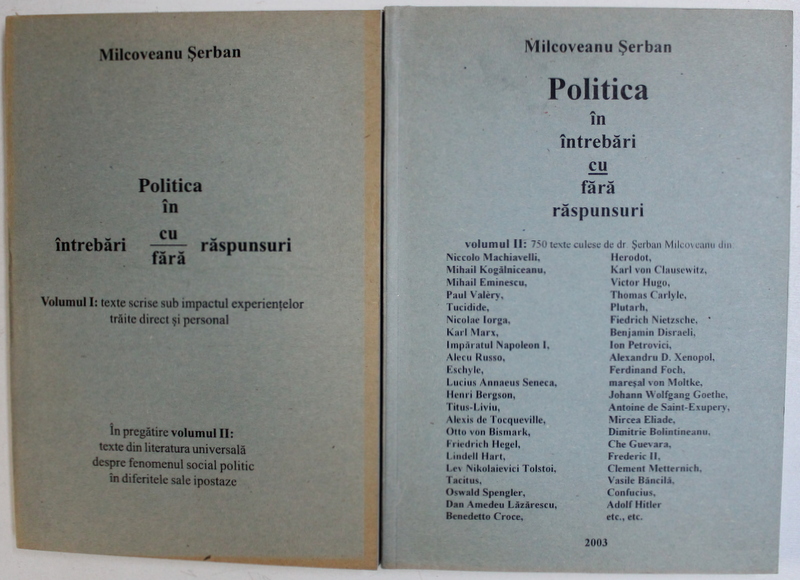 Milcoveanu Şerban
Politica
în
întrebări cu răspunsuri
fără
Volumul I: texte scrise sub impactul experienţelor
trăite direct şi personal
În pregătire volumul II:
texte din literatura universală
despre fenomenul social politic
în diferitele sale ipostaze
Milcoveanu Şerban
Politica
în
întrebări
cu
fără
răspunsuri
volumul II: 750 texte culese de dr. Şerban Milcoveanu din
Niccolo Machiavelli,
Mihail Kogălniceanu,
Mihail Eminescu,
Paul Valéry,
Tucidide,
Nicolae Iorga,
Karl Marx,
Împăratul Napoleon I,
Alecu Russo,
Eschyle,
Lucius Annaeus Seneca,
Henri Bergson,
Titus-Liviu,
Alexis de Tocqueville,
Otto von Bismark,
Friedrich Hegel,
Lindell Hart,
Lev Nikolaievici Tolstoi,
Tacitus,
Oswald Spengler,
Dan Amedeu Lăzărescu,
Benedetto Croce,
Herodot,
Karl von Clausewitz,
Victor Hugo,
Thomas Carlyle,
Plutarh,
Fiedrich Nietzsche,
Benjamin Disraeli,
Ion Petrovici,
Alexandru D. Xenopol,
Ferdinand Foch,
mareşal von Moltke,
Johann Wolfgang Goethe,
Antoine de Saint-Exupery,
Mircea Eliade,
Dimitrie Bolintineanu,
Che Guevara,
Frederic II,
Clement Metternich,
Vasile Băncilă,
Confucius,
Adolf Hitler
etc., etc.
2003